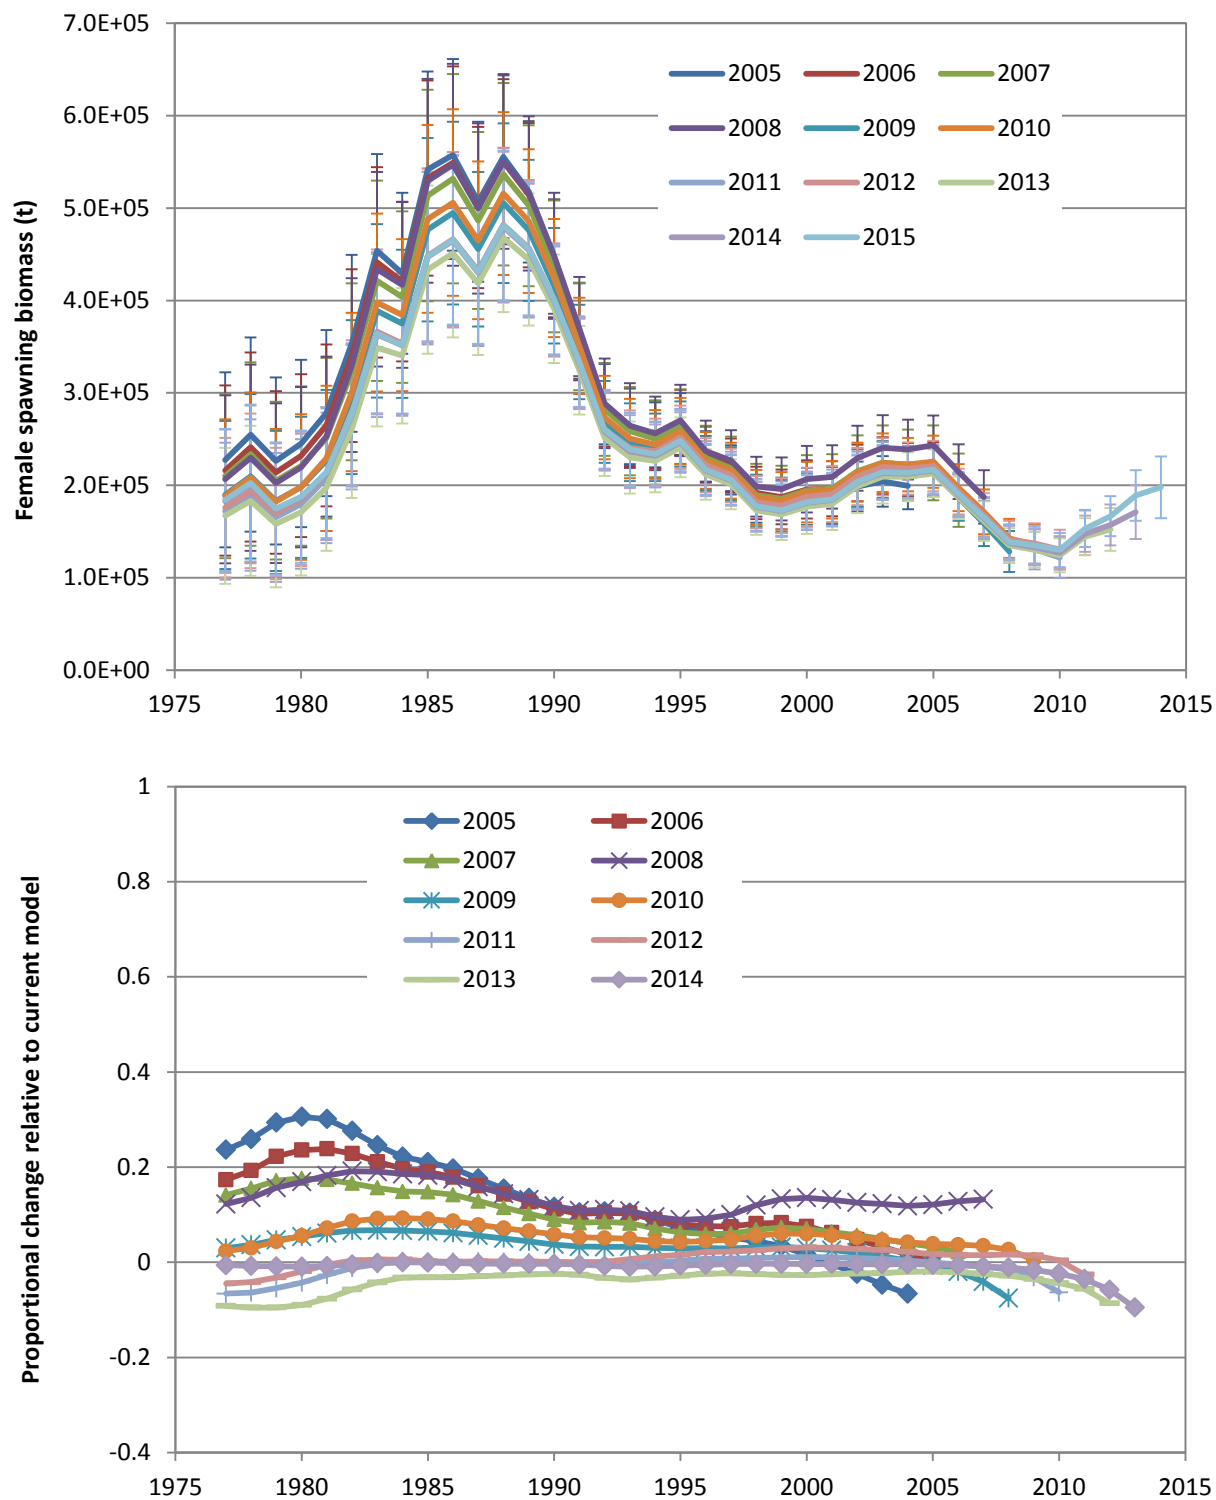 7.0E+05
6.0E+05
5.0E+05
4.0E+05
3.0E+05
2.0E+05
1.0E+05
0.0E+00
Female spawning biomass (t)
2005 2006 2007
2008 2009 2010
2011 2012 2013
2014 2015
1975 1980 1985 1990 1995 2000 2005 2010 2015
1
0.8
0.6
0.4
0.2
0
-0.2
-0.4
Proportional change relative to current model
2005 2006
2007 2008
2009 2010
2011 2012
2013 2014
1975 1980 1985 1990 1995 2000 2005 2010 2015